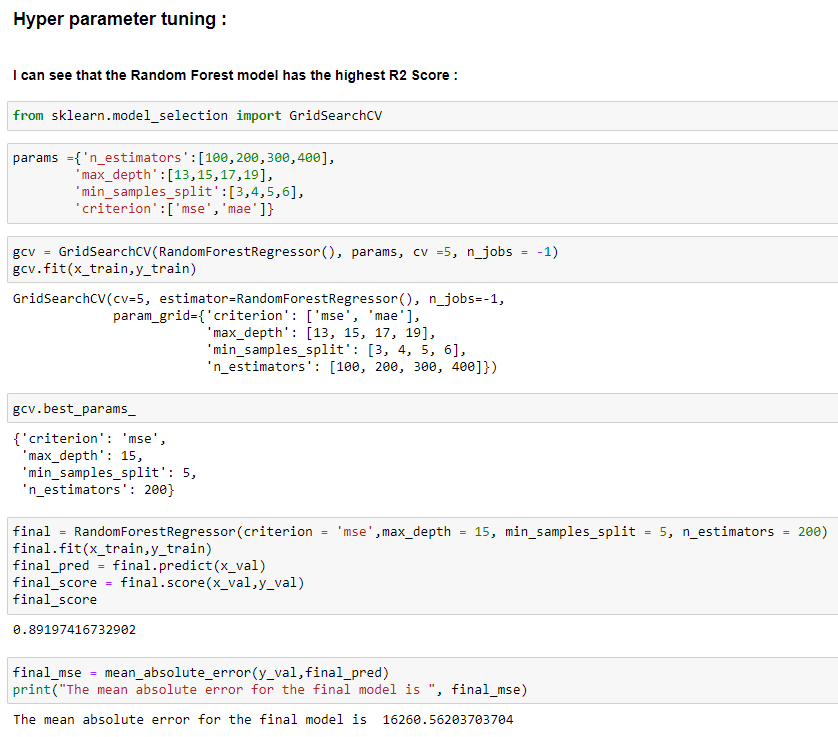 Hyper parameter tuning :
I can see that the Random Forest model has the highest R2 Score :
from sklearn.model_selection import GridSearchCV
params ={'n_estimators':[100,200,300,400],
        'max_depth':[13,15,17,19],
        'min_samples_split':[3,4,5,6],
        'criterion':['mse','mae']}
gcv = GridSearchCV(RandomForestRegressor(), params, cv =5, n_jobs = -1)
gcv.fit(x_train,y_train)
GridSearchCV(cv=5, estimator=RandomForestRegressor(), n_jobs=-1,
             param_grid={'criterion': ['mse', 'mae'],
                         'max_depth': [13, 15, 17, 19],
                         'min_samples_split': [3, 4, 5, 6],
                         'n_estimators': [100, 200, 300, 400]})
gcv.best_params_
{'criterion': 'mse',
 'max_depth': 15,
 'min_samples_split': 5,
 'n_estimators': 200}
final = RandomForestRegressor(criterion = 'mse',max_depth = 15, min_samples_split = 5, n_estimators = 200)
final.fit(x_train,y_train)
final_pred = final.predict(x_val)
final_score = final.score(x_val,y_val)
final_score
0.89197416732902
final_mse = mean_absolute_error(y_val,final_pred)
print("The mean absolute error for the final model is ", final_mse)
The mean absolute error for the final model is  16260.56203703704